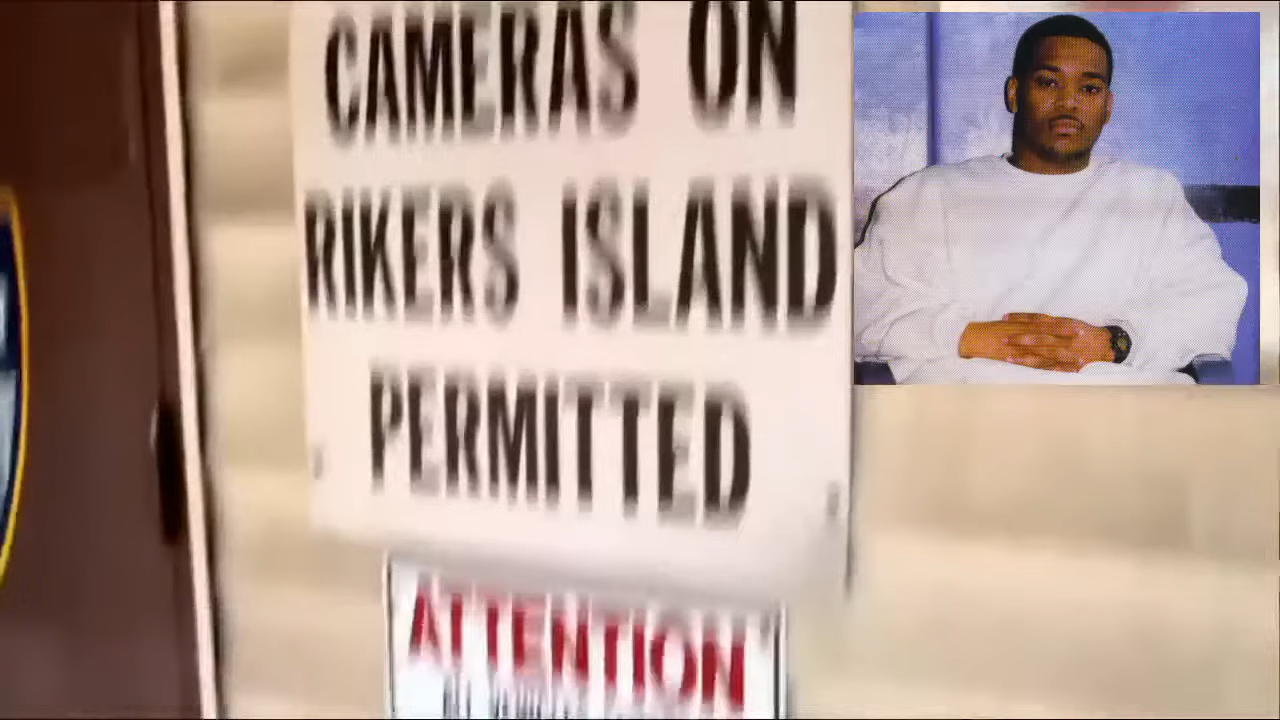 CAMERAS ON
RIKERS ISLAND
PERMITTED
ATTENTION